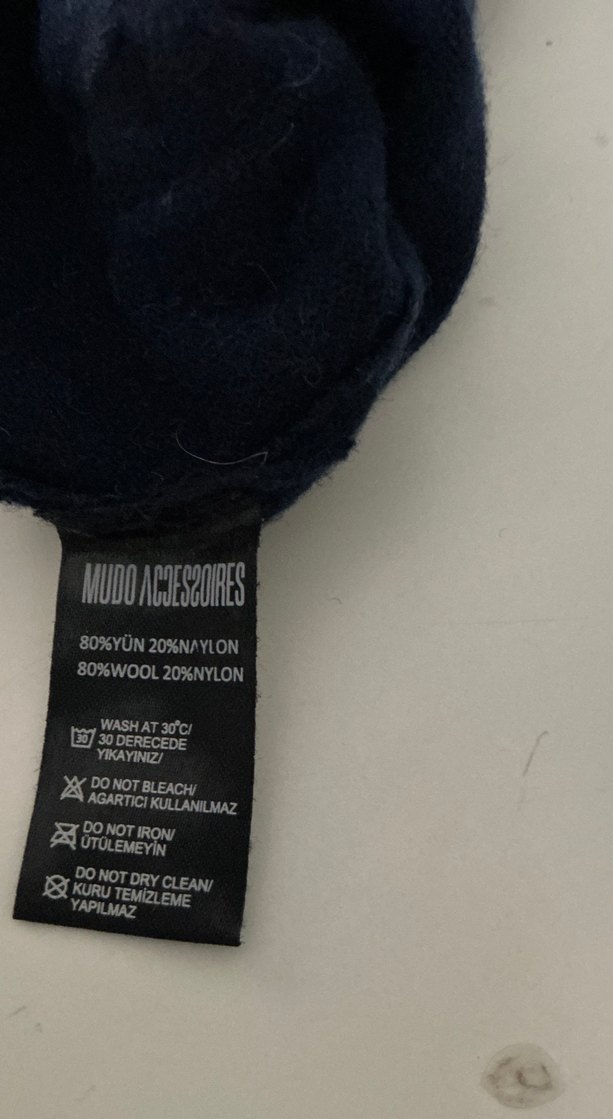 MUDO ACCESSOIRES
80%YÜN 20%NAYLON
80%WOOL 20%NYLON
30
WASH AT 30°C/
30 DERECEDE
YIKAYINIZ/
DO NOT BLEACH/
AGARTICI KULLANILMAZ
DO NOT IRON/
ÜTÜLEMEYİN
DO NOT DRY CLEAN/
KURU TEMİZLEME
YAPILMAZ